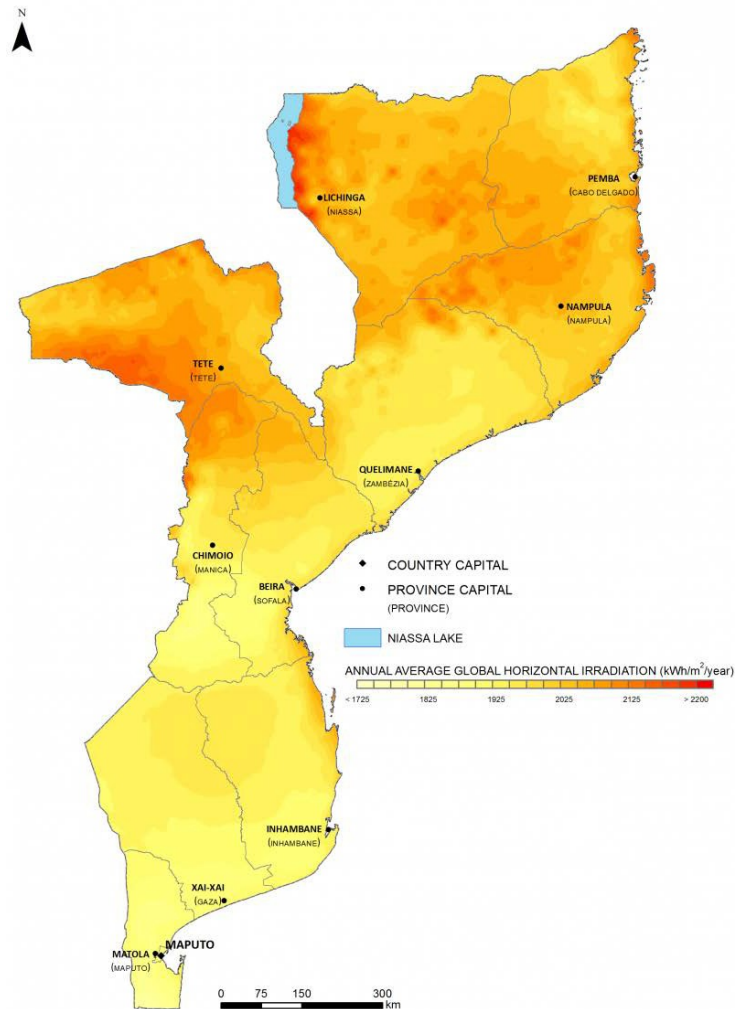 N
PEMBA
(CABO DELGADO)
LICHINGA
(NIASSA)
NAMPULA
(NAMPULA)
TETE
(TETE)
QUELIMANE
(ZAMBÉZIA)
CHIMOIO
(MANICA)
BEIRA
(SOFALA)
COUNTRY CAPITAL
PROVINCE CAPITAL
(PROVINCE)
NIASSA LAKE
ANNUAL AVERAGE GLOBAL HORIZONTAL IRRADIATION (kWh/m²/year)
< 1725 1825 1925 2025 2125 > 2200
INHAMBANE
(INHAMBANE)
XAI-XAI
(GAZA)
MAPUTO
MATOLA
(MAPUTO)
0 75 150 300
km